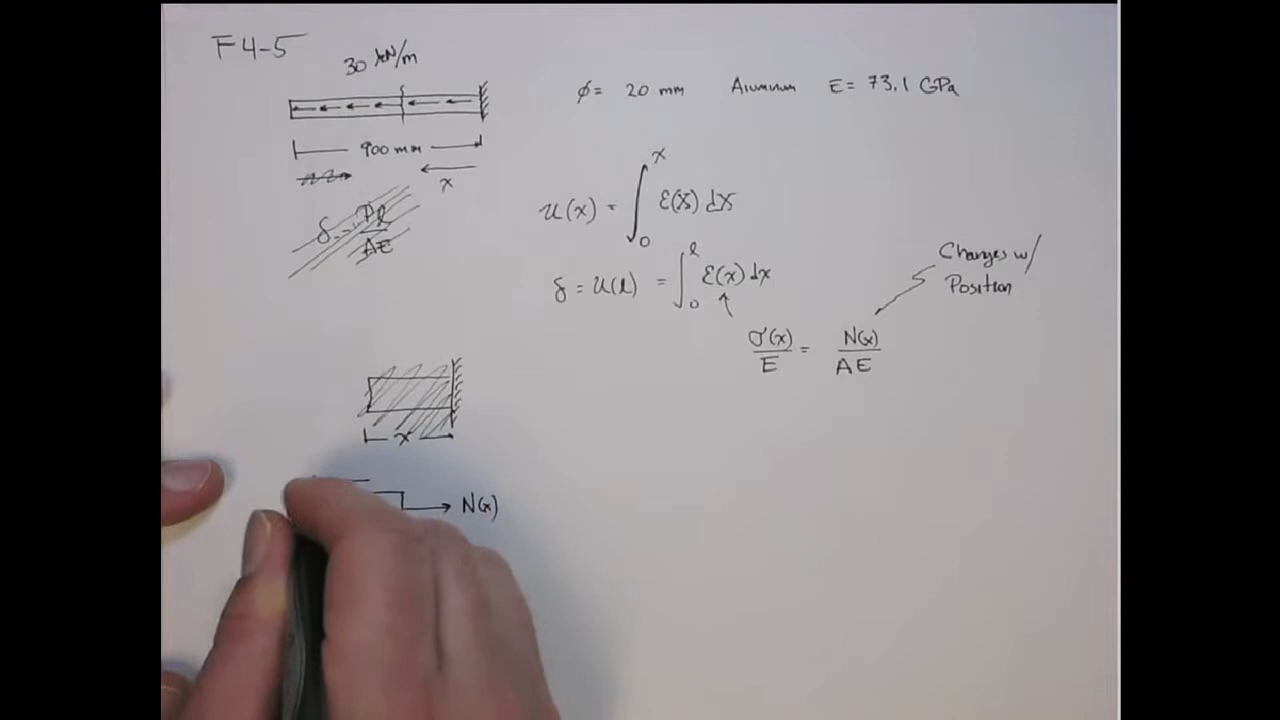 F4-5
30 kN/m
ϕ = 20 mm Aluminum E = 73.1 GPa
900 mm
x
δ = Pl/AE
u(x) = ∫₀ˣ ε(x) dx
δ = u(l) = ∫₀ˡ ε(x) dx
Changes w/
Position
σ(x)/E = N(x)/AE
x
N(x)